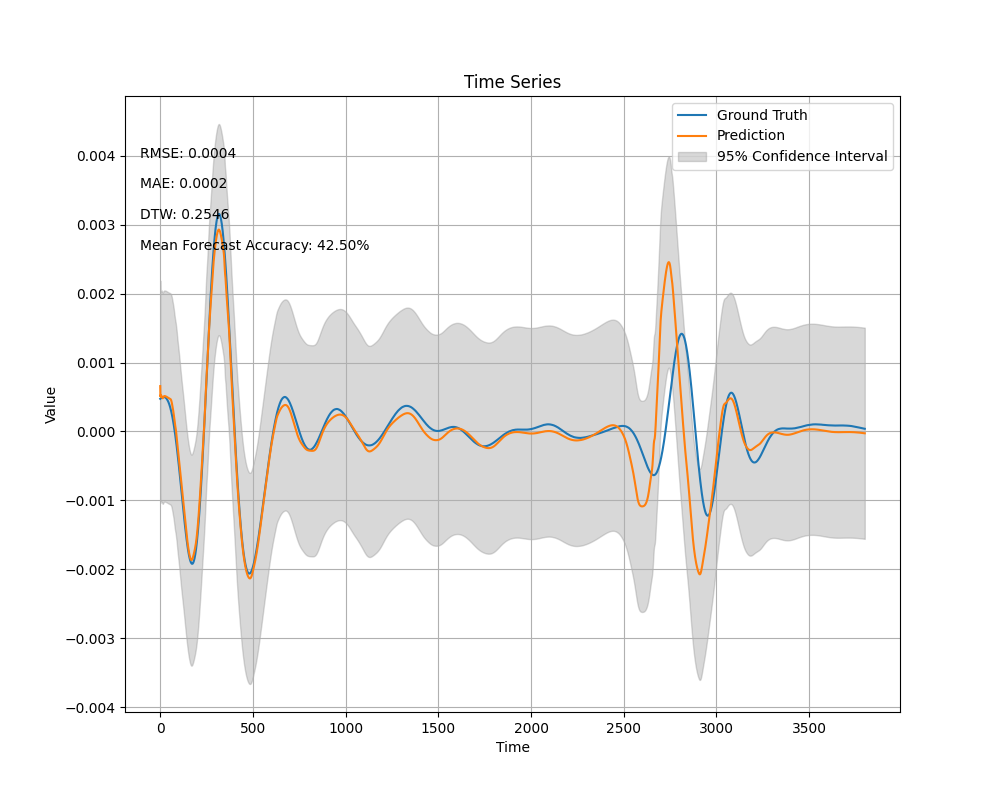 Time Series
Ground Truth
Prediction
95% Confidence Interval
RMSE: 0.0004
MAE: 0.0002
DTW: 0.2546
Mean Forecast Accuracy: 42.50%
0.004
0.003
0.002
0.001
0.000
−0.001
−0.002
−0.003
−0.004
Value
0 500 1000 1500 2000 2500 3000 3500
Time